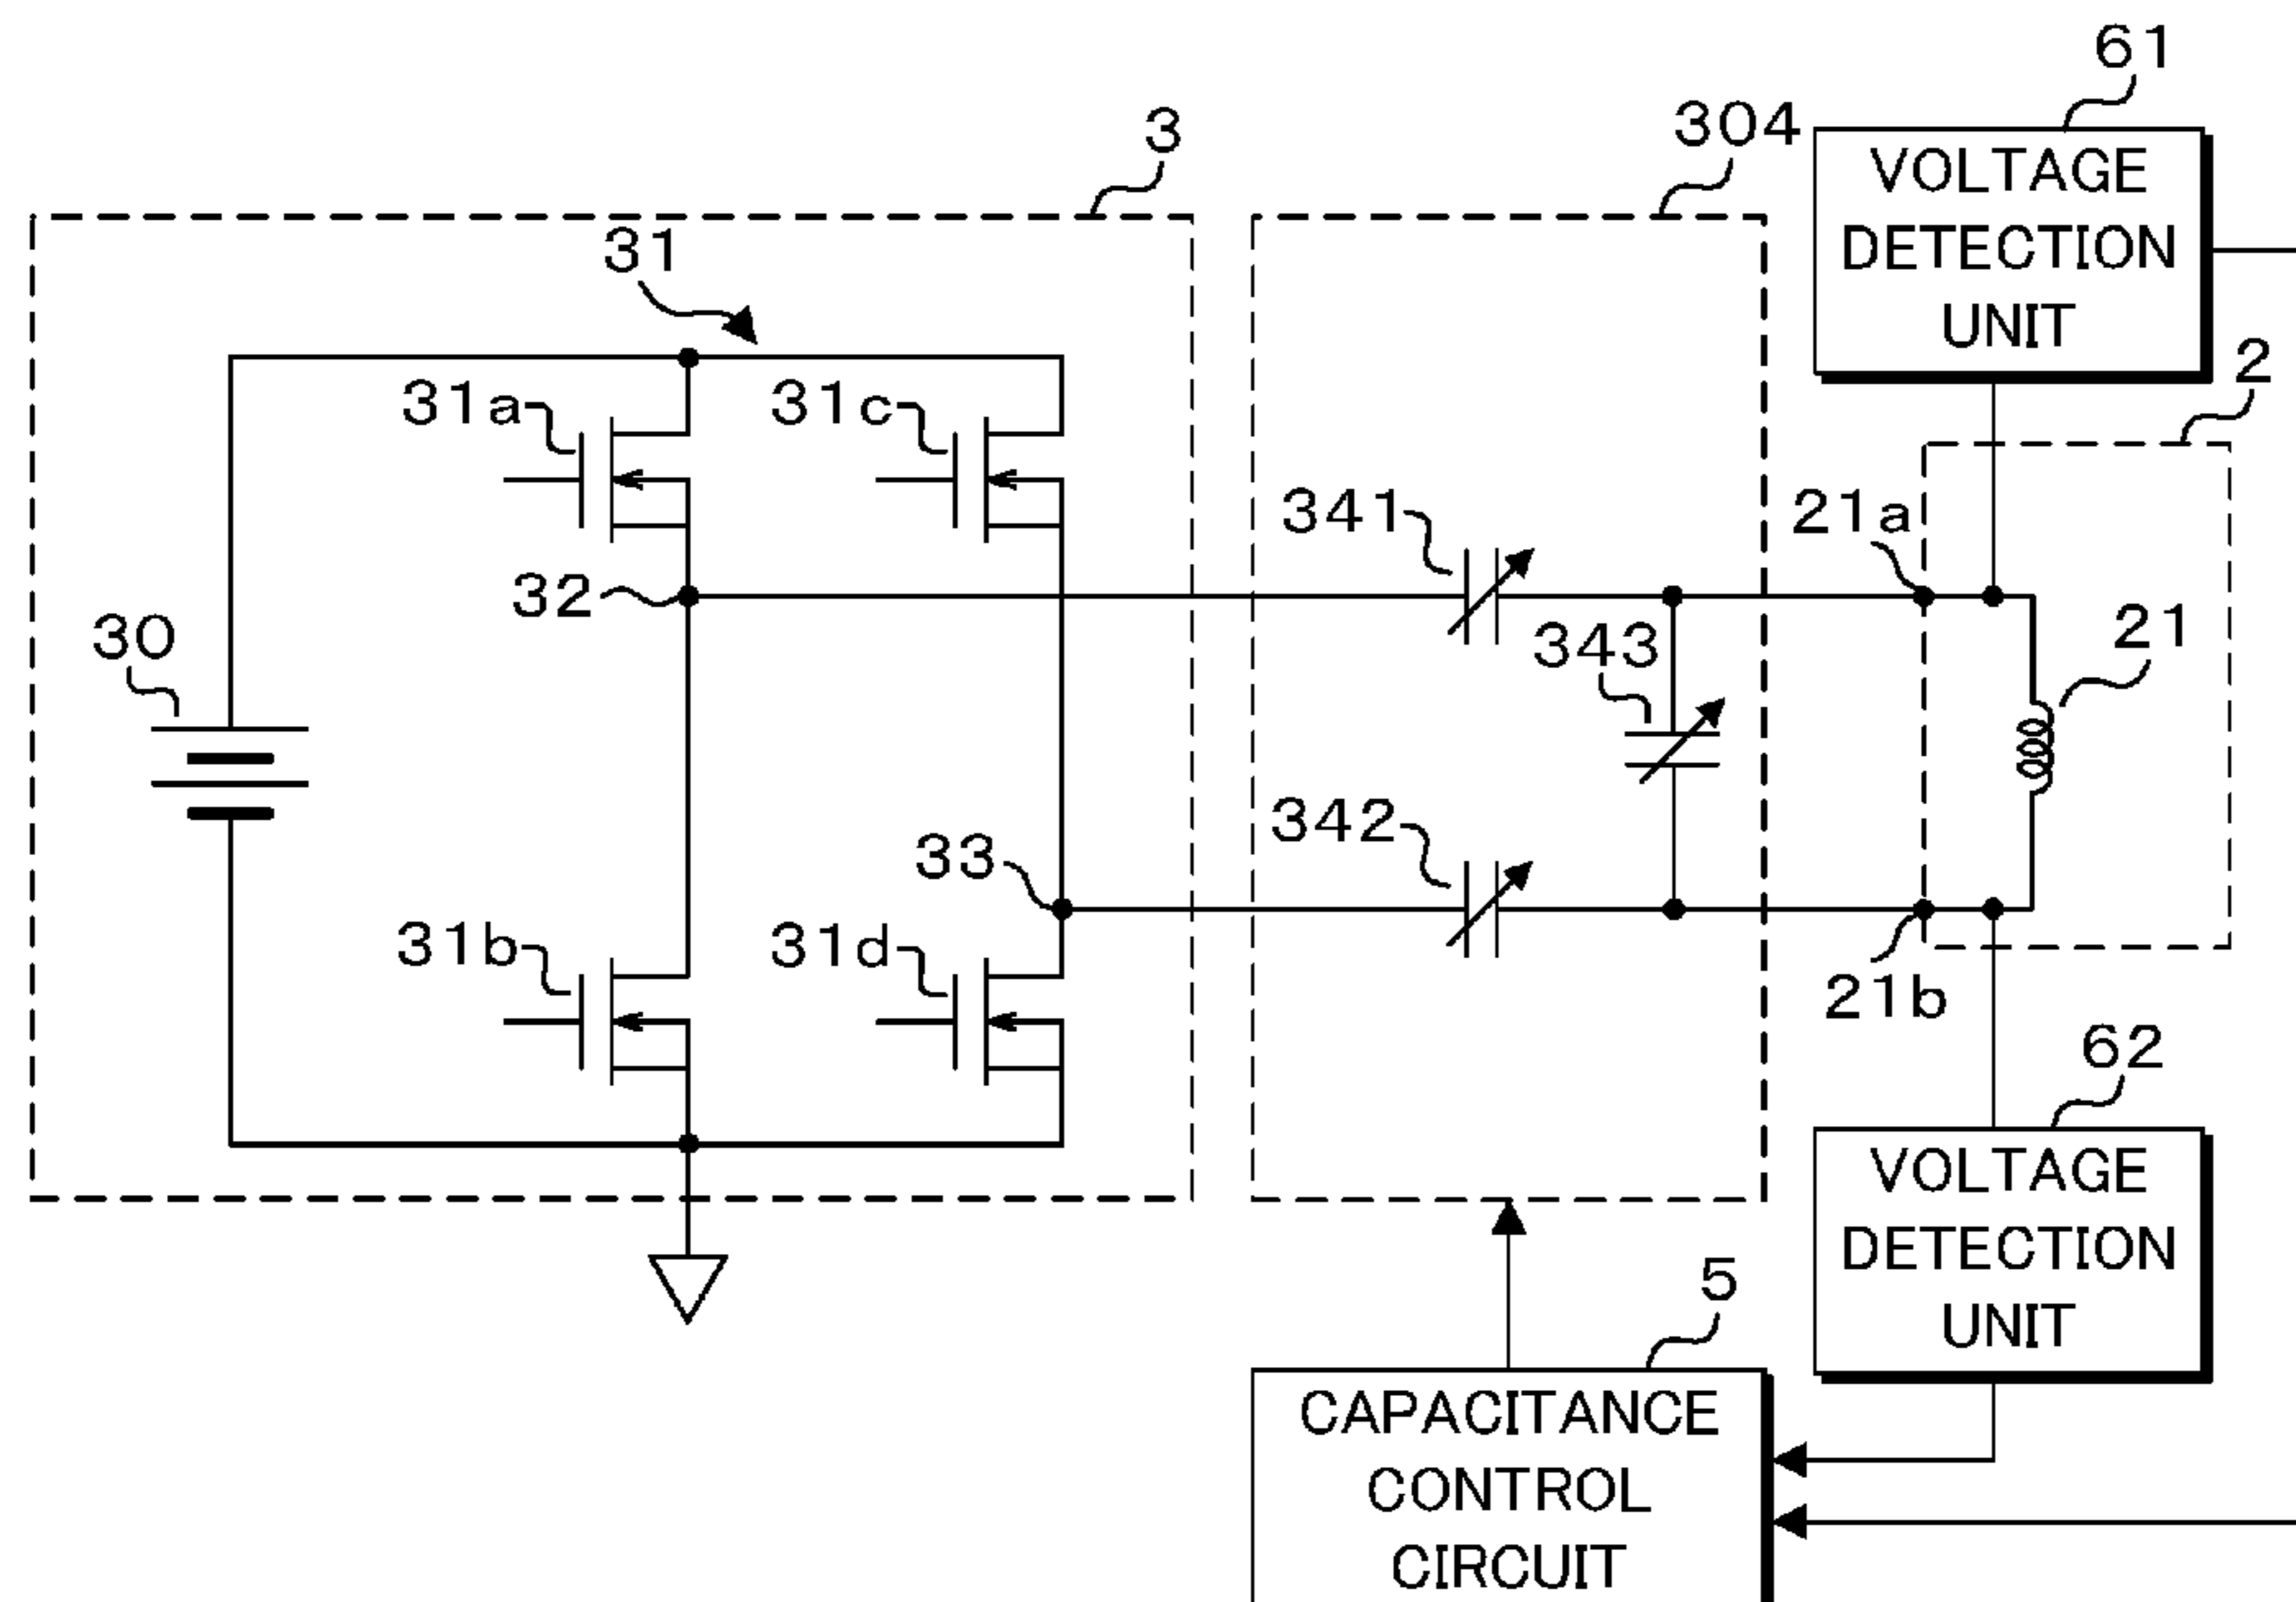 61
3
304
VOLTAGE
DETECTION
UNIT
31
2
31a
31c
341
21a
32
30
343
21
342
33
31b
31d
21b
62
VOLTAGE
DETECTION
UNIT
5
CAPACITANCE
CONTROL
CIRCUIT